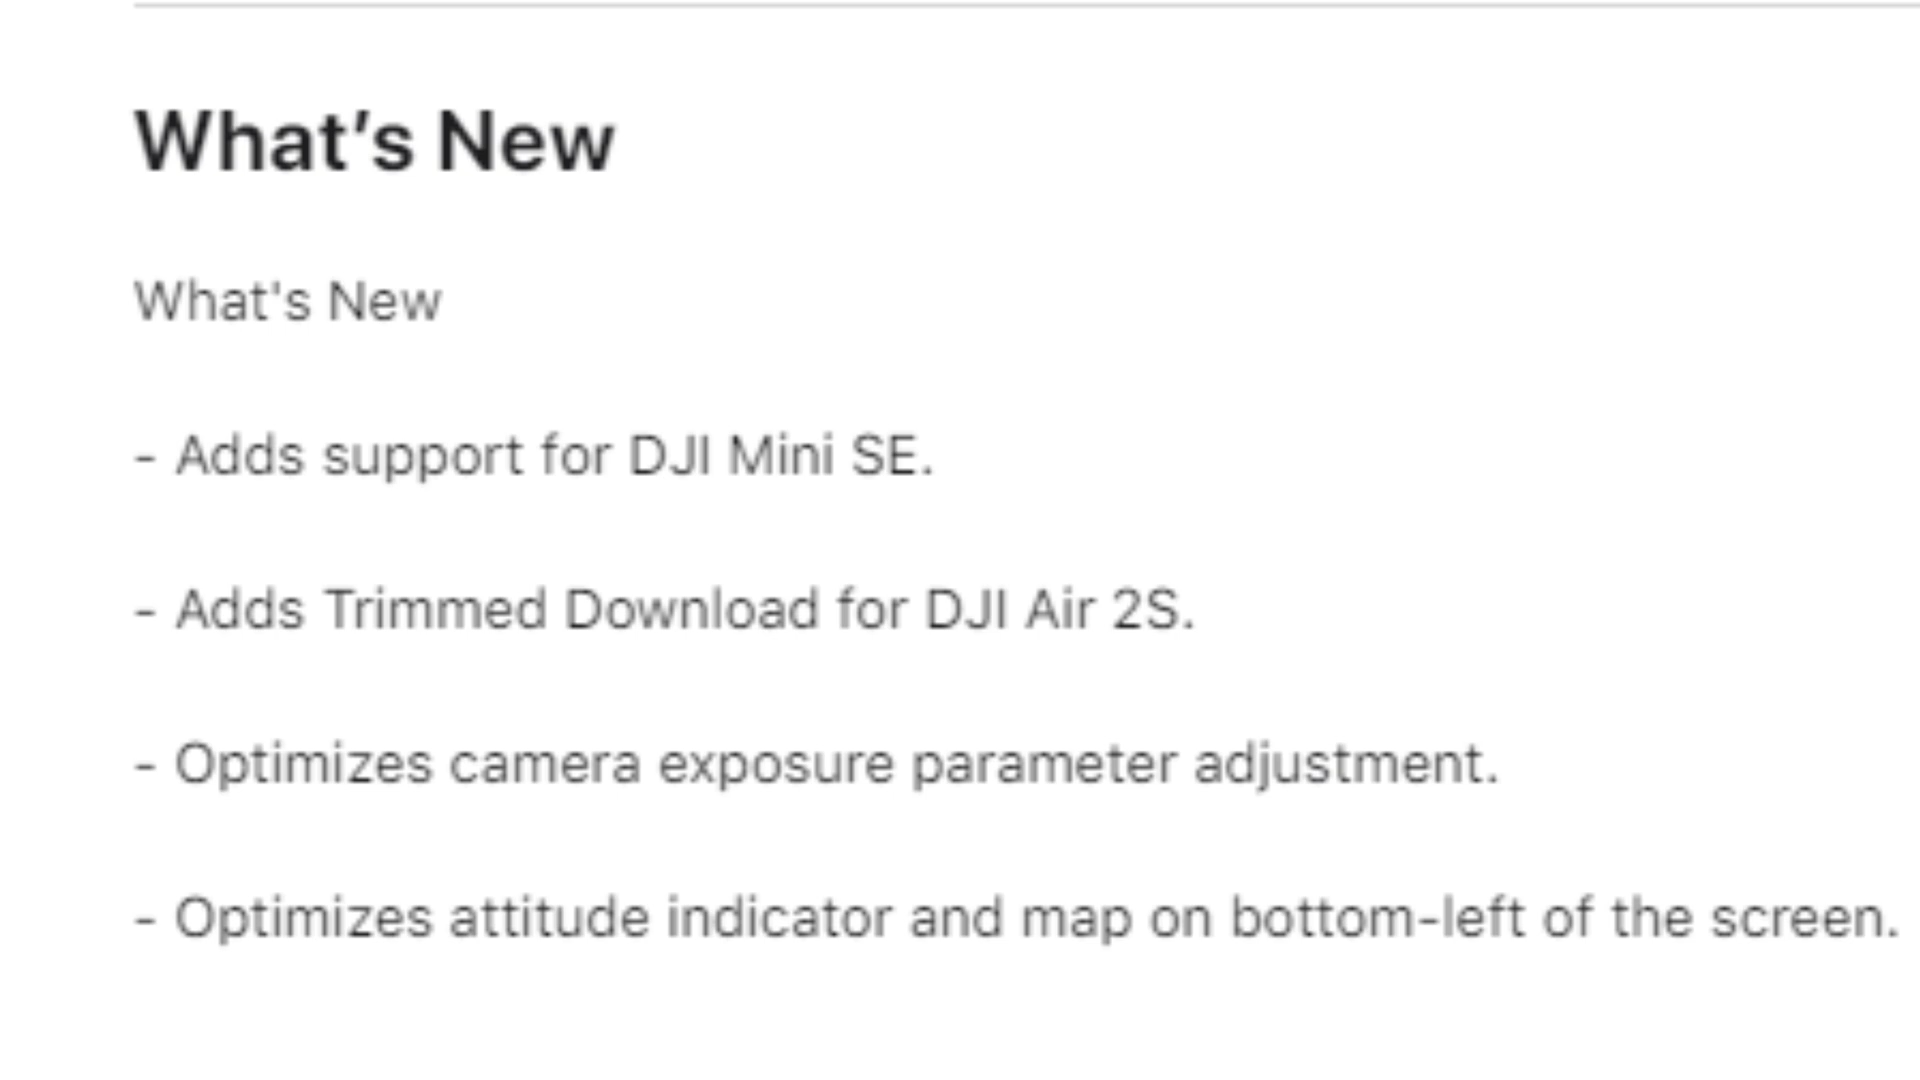 What’s New
What's New
- Adds support for DJI Mini SE.
- Adds Trimmed Download for DJI Air 2S.
- Optimizes camera exposure parameter adjustment.
- Optimizes attitude indicator and map on bottom-left of the screen.